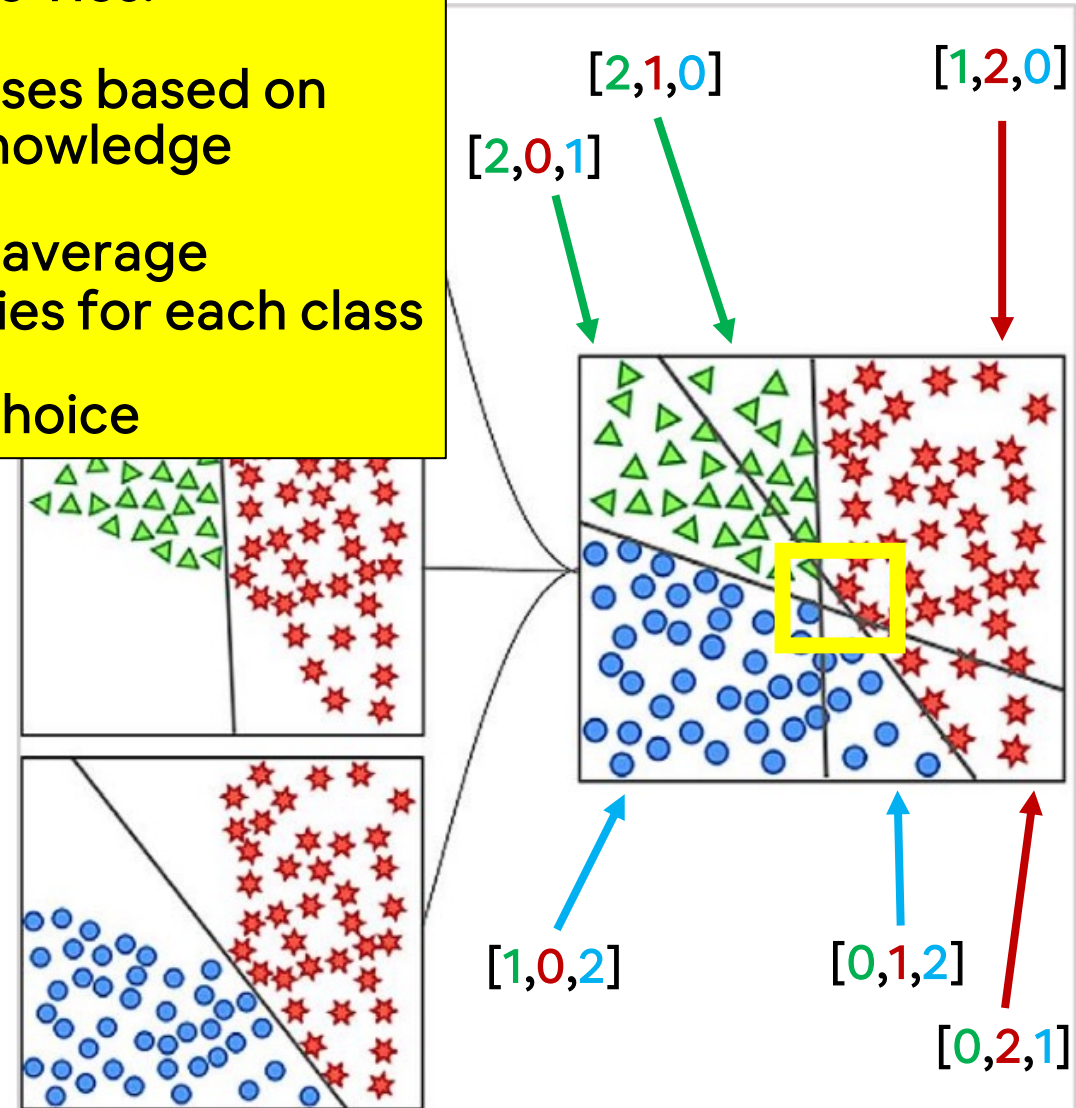 ses based on
nowledge
average
ies for each class
hoice
[2,1,0]
[1,2,0]
[2,0,1]
[1,0,2]
[0,1,2]
[0,2,1]